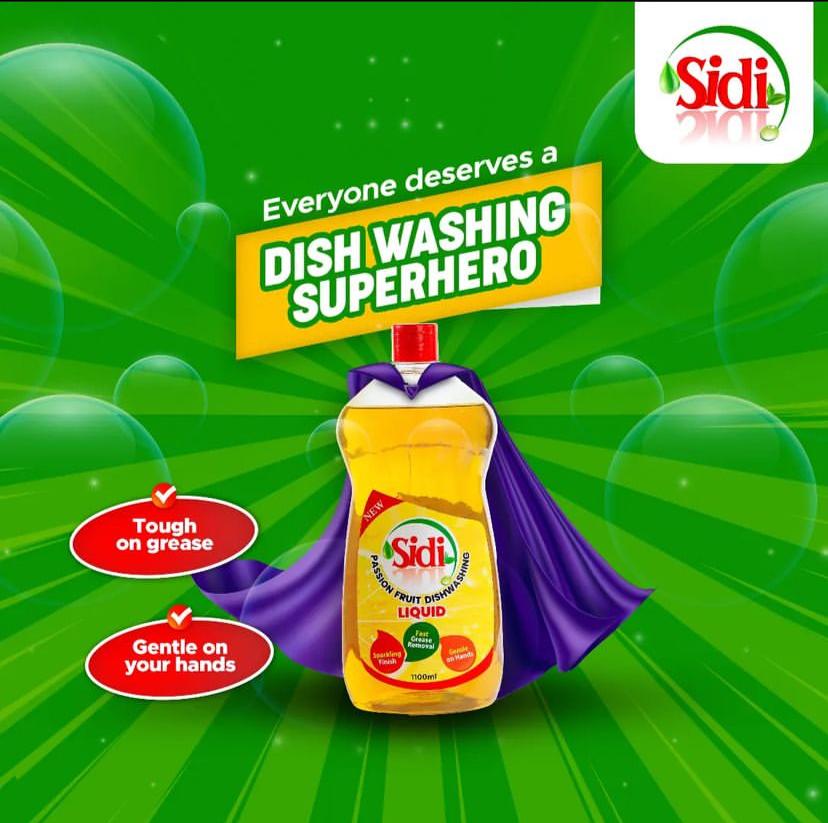 Sidi
Everyone deserves a
DISH WASHING
SUPERHERO
Tough
on grease
Gentle on
your hands
NEW
Sidi
PASSION FRUIT DISHWASHING
LIQUID
Sparkling
Finish
Fast
Grease
Removal
Gentle
on Hands
1100ml